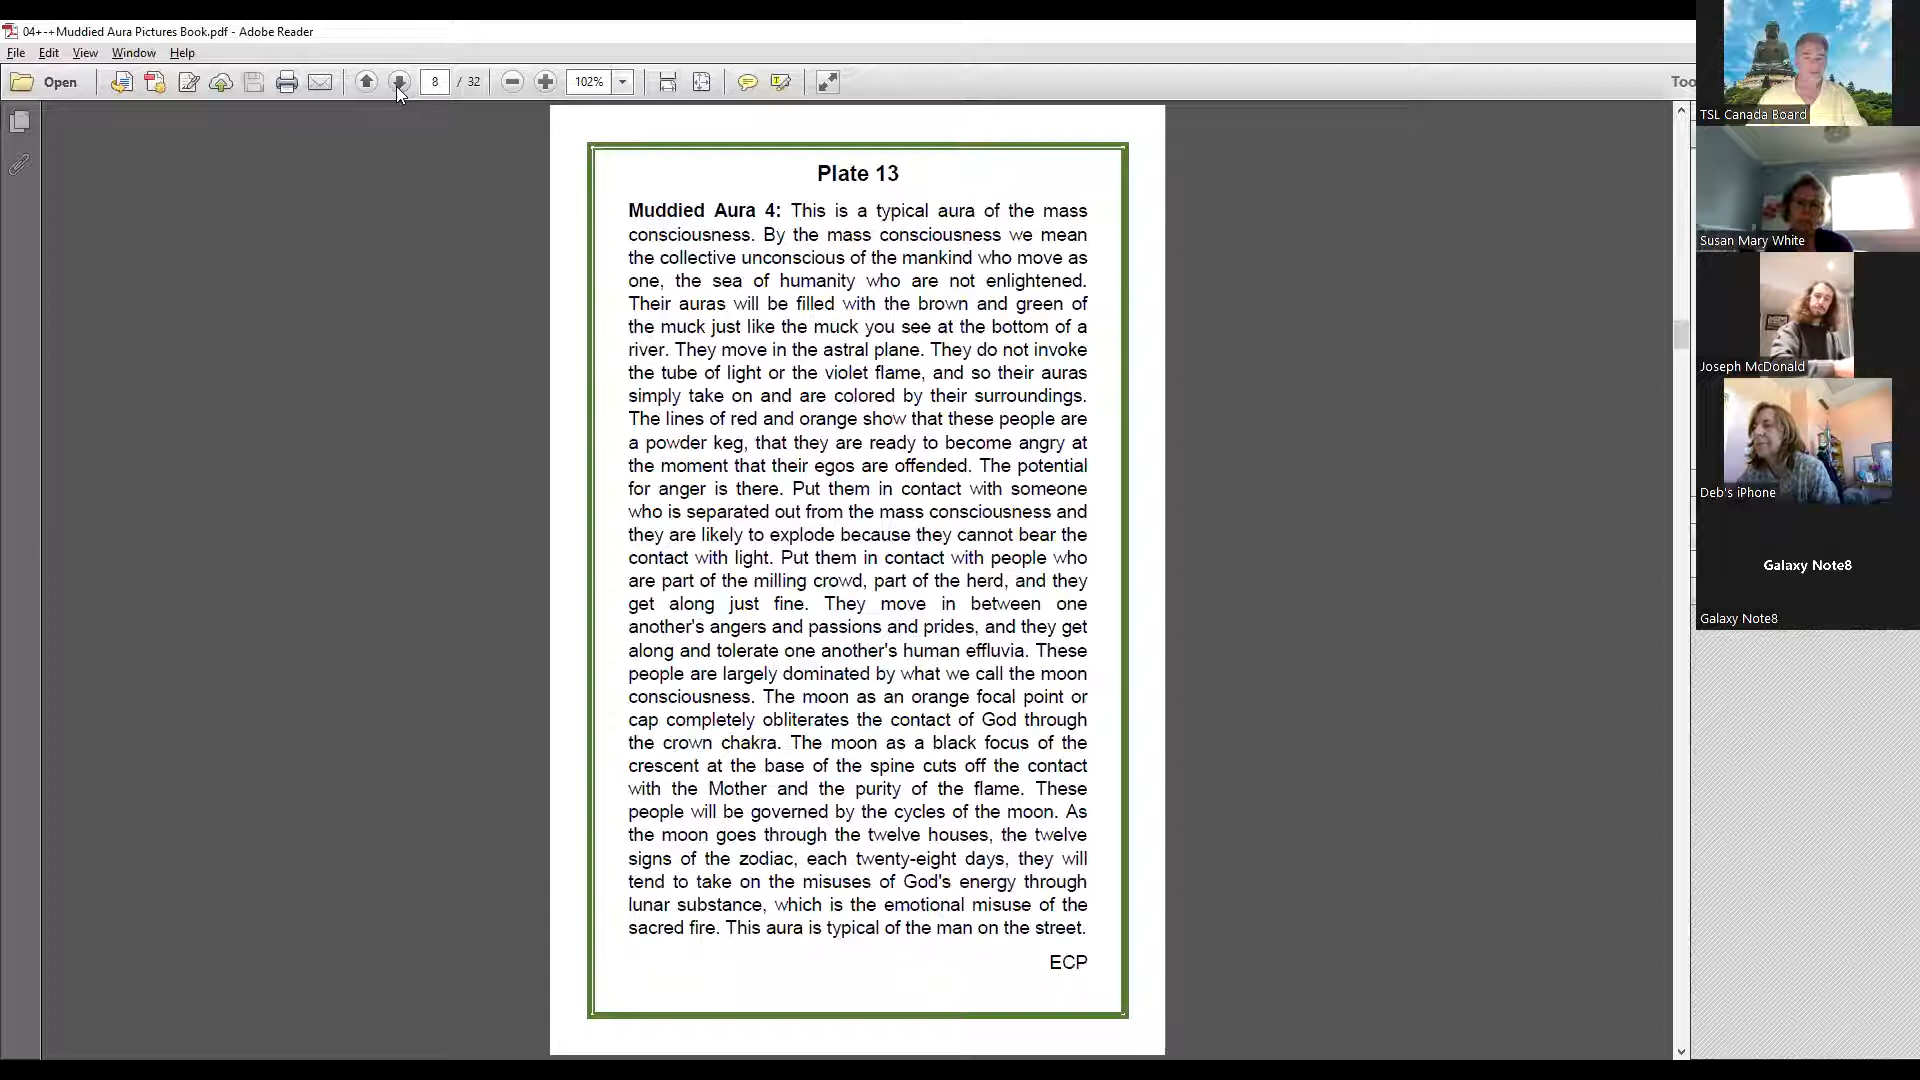 04+-+Muddied Aura Pictures Book.pdf - Adobe Reader
File Edit View Window Help
Open 8 / 32 102% Too
Plate 13
Muddied Aura 4: This is a typical aura of the mass
consciousness. By the mass consciousness we mean
the collective unconscious of the mankind who move as
one, the sea of humanity who are not enlightened.
Their auras will be filled with the brown and green of
the muck just like the muck you see at the bottom of a
river. They move in the astral plane. They do not invoke
the tube of light or the violet flame, and so their auras
simply take on and are colored by their surroundings.
The lines of red and orange show that these people are
a powder keg, that they are ready to become angry at
the moment that their egos are offended. The potential
for anger is there. Put them in contact with someone
who is separated out from the mass consciousness and
they are likely to explode because they cannot bear the
contact with light. Put them in contact with people who
are part of the milling crowd, part of the herd, and they
get along just fine. They move in between one
another's angers and passions and prides, and they get
along and tolerate one another's human effluvia. These
people are largely dominated by what we call the moon
consciousness. The moon as an orange focal point or
cap completely obliterates the contact of God through
the crown chakra. The moon as a black focus of the
crescent at the base of the spine cuts off the contact
with the Mother and the purity of the flame. These
people will be governed by the cycles of the moon. As
the moon goes through the twelve houses, the twelve
signs of the zodiac, each twenty-eight days, they will
tend to take on the misuses of God's energy through
lunar substance, which is the emotional misuse of the
sacred fire. This aura is typical of the man on the street.
ECP
TSL Canada Board
Susan Mary White
Joseph McDonald
Deb's iPhone
Galaxy Note8
Galaxy Note8